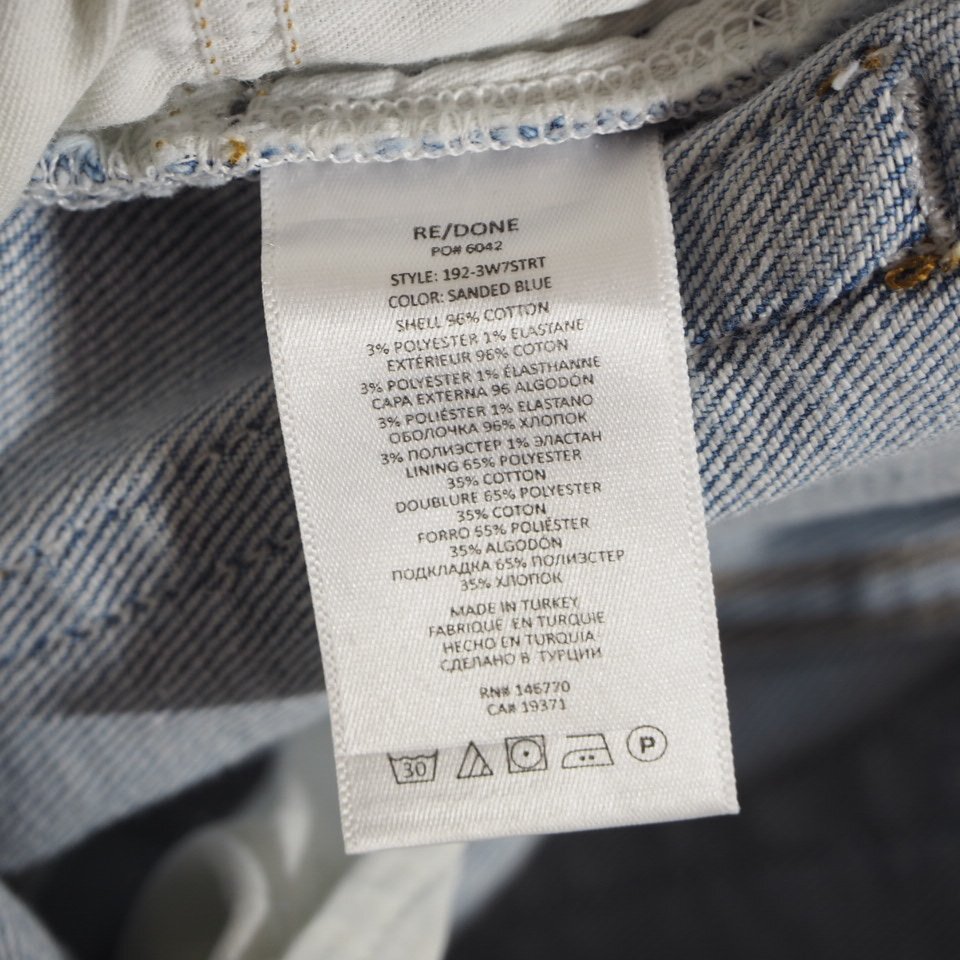 RE/DONE
PO# 6042
STYLE: 192-3W7STRT
COLOR: SANDED BLUE
SHELL 96% COTTON
3% POLYESTER 1% ELASTANE
EXTÉRIEUR 96% COTON
3% POLYESTER 1% ÉLASTHANNE
CAPA EXTERNA 96 ALGODÓN
3% POLIÉSTER 1% ELASTANO
ОБОЛОЧКА 96% ХЛОПОК
3% ПОЛИЭСТЕР 1% ЭЛАСТАН
LINING 65% POLYESTER
35% COTTON
DOUBLURE 65% POLYESTER
35% COTON
FORRO 55% POLIÉSTER
35% ALGODÓN
ПОДКЛАДКА 65% ПОЛИЭСТЕР
35% ХЛОПОК
MADE IN TURKEY
FABRIQUE EN TURQUIE
HECHO EN TURQUIA
СДЕЛАНО В ТУРЦИИ
RN# 146770
CA# 19371
30 P